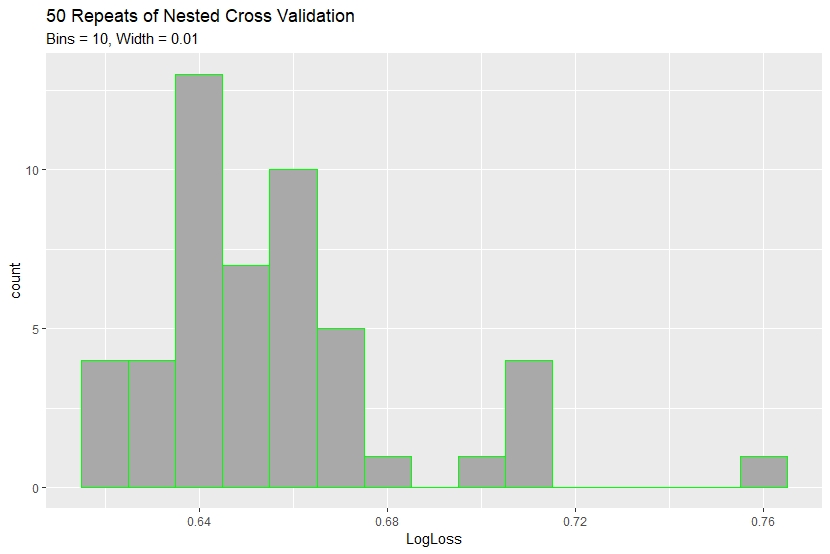 50 Repeats of Nested Cross Validation
Bins = 10, Width = 0.01
10
5
0
count
0.64 0.68 0.72 0.76
LogLoss